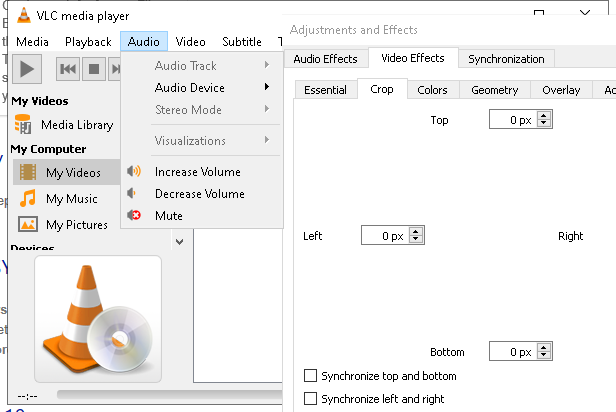 VLC media player
Media Playback Audio Video Subtitle T
Audio Track
Audio Device
Stereo Mode
Visualizations
Increase Volume
Decrease Volume
Mute
My Videos
Media Library
My Computer
My Videos
My Music
My Pictures
Devices
--:--
Adjustments and Effects
Audio Effects Video Effects Synchronization
Essential Crop Colors Geometry Overlay
Top 0 px
Left 0 px Right
Bottom 0 px
Synchronize top and bottom
Synchronize left and right